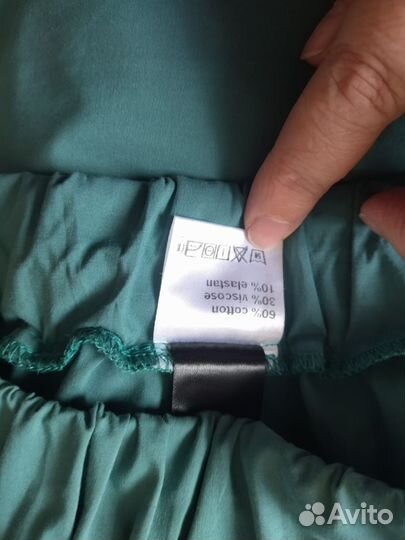 60% cotton
30% viscose
10% elastan
Avito